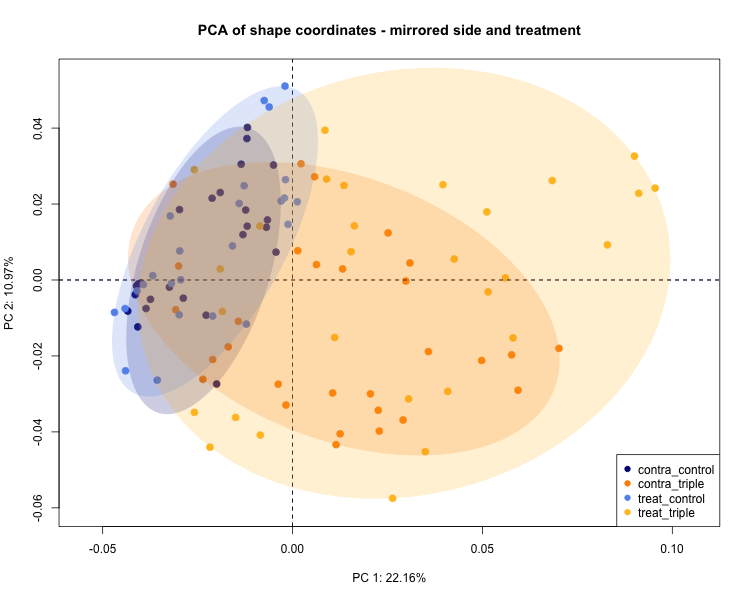 PCA of shape coordinates - mirrored side and treatment
PC 2: 10.97%
0.04
0.02
0.00
-0.02
-0.04
-0.06
-0.05
0.00
0.05
0.10
PC 1: 22.16%
contra_control
contra_triple
treat_control
treat_triple